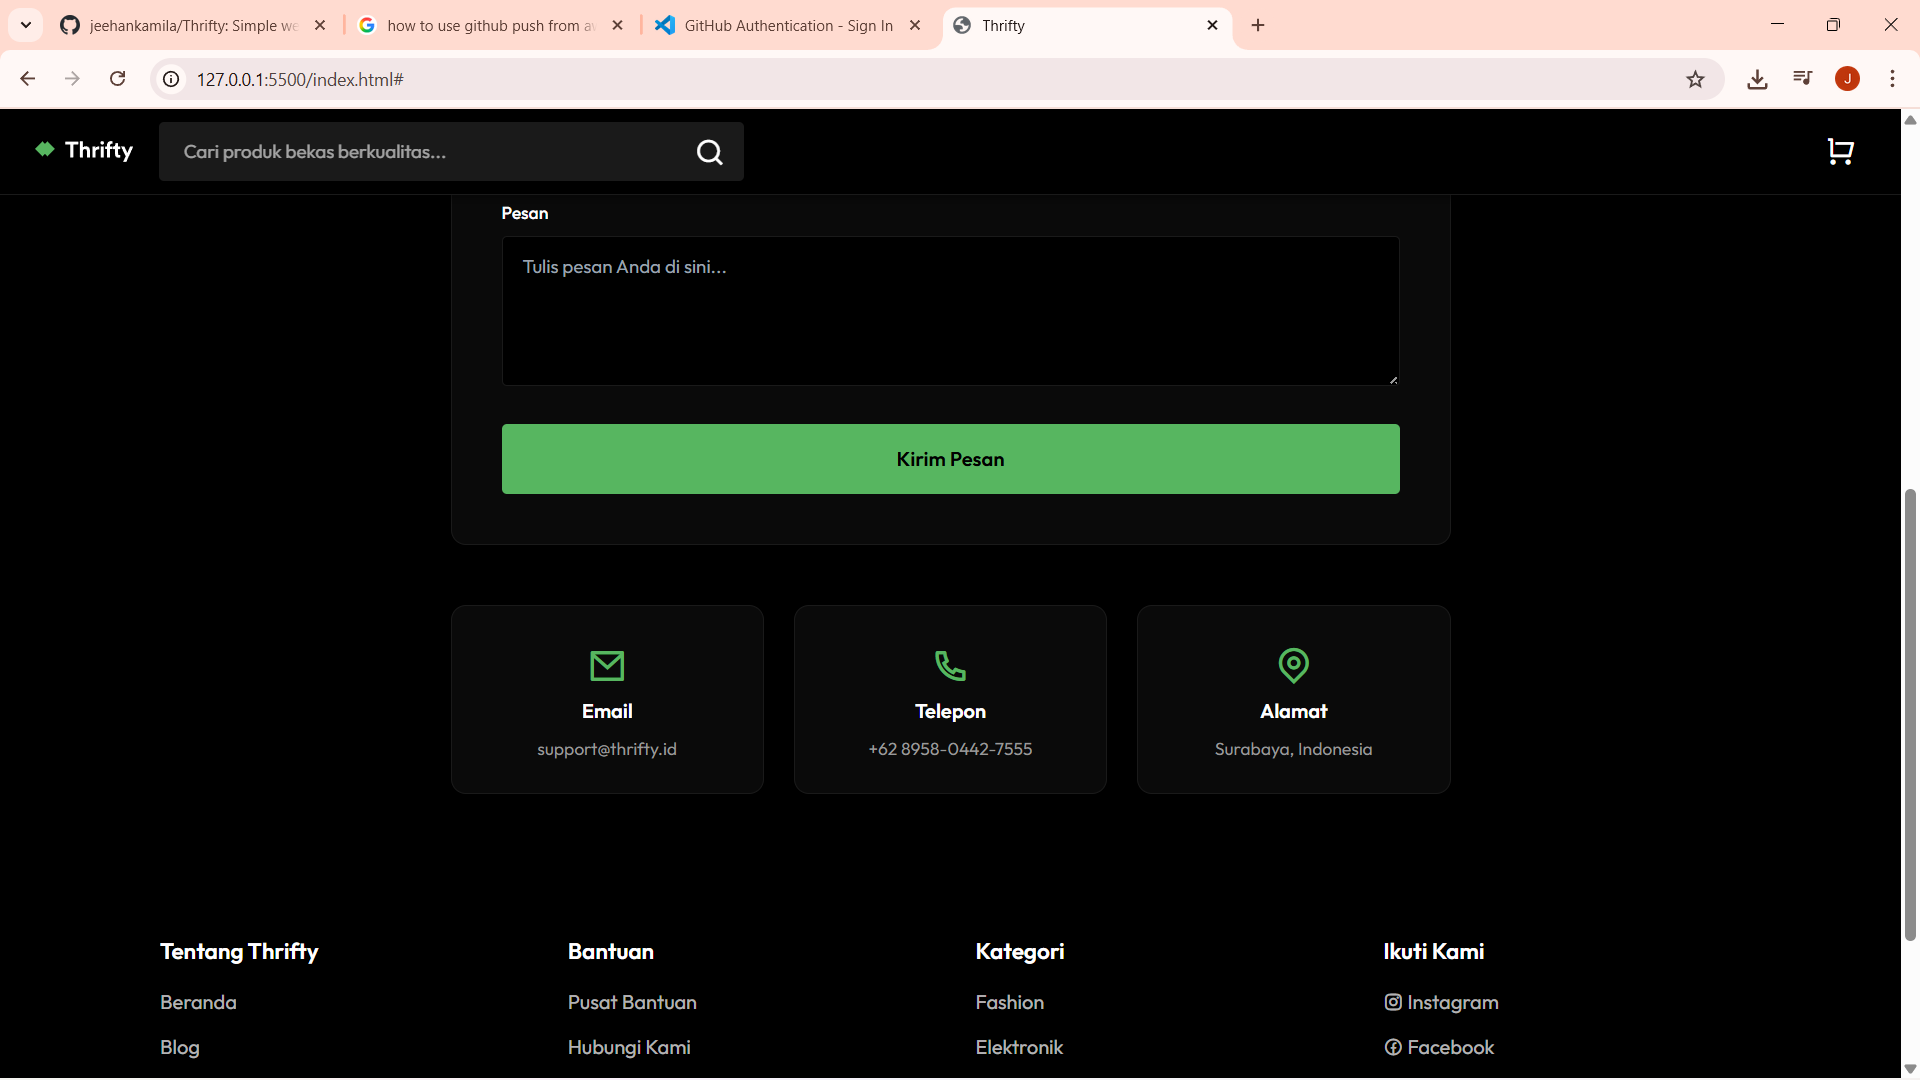 jeehankamila/Thrifty: Simple we
how to use github push from a
GitHub Authentication - Sign In
Thrifty
127.0.0.1:5500/index.html#
J
Thrifty
Cari produk bekas berkualitas...
Pesan
Tulis pesan Anda di sini...
Kirim Pesan
Email
support@thrifty.id
Telepon
+62 8958-0442-7555
Alamat
Surabaya, Indonesia
Tentang Thrifty
Beranda
Blog
Bantuan
Pusat Bantuan
Hubungi Kami
Kategori
Fashion
Elektronik
Ikuti Kami
Instagram
Facebook